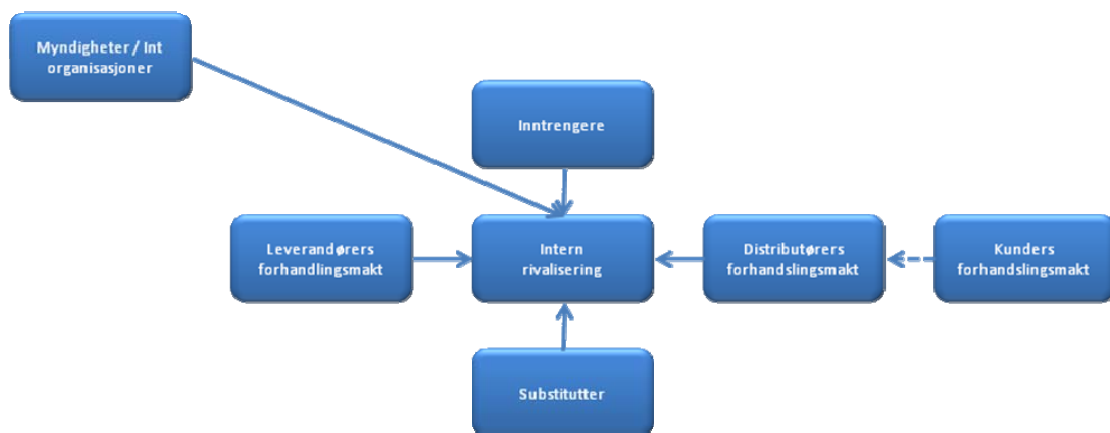 Myndigheter / Int
organisasjoner
Inntrengere
Leverandørers
forhandlingsmakt
Intern
rivalisering
Distributørers
forhandslingsmakt
Kunders
forhandslingsmakt
Substitutter